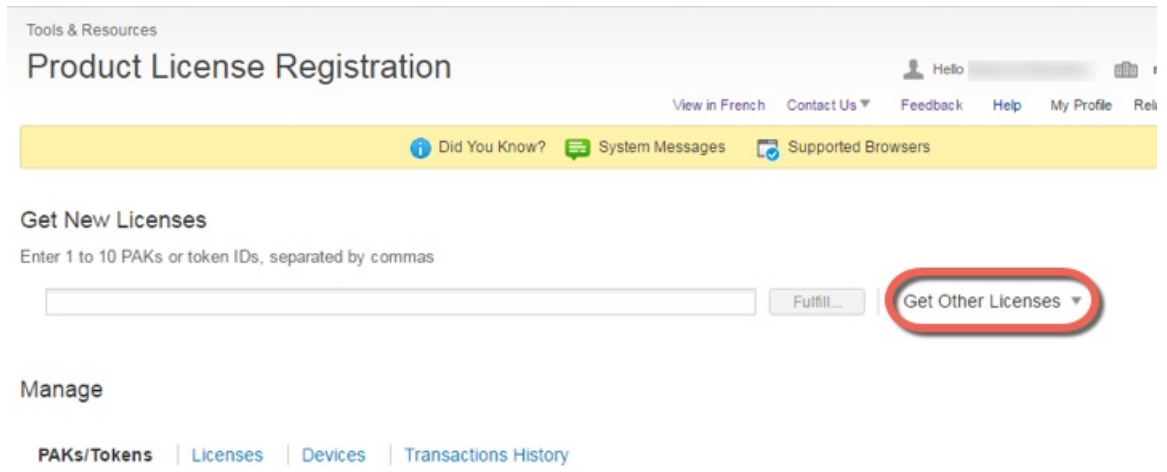 Tools & Resources
Product License Registration
Hello
View in French Contact Us Feedback Help My Profile
Did You Know? System Messages Supported Browsers
Get New Licenses
Enter 1 to 10 PAKs or token IDs, separated by commas
Fulfill... Get Other Licenses
Manage
PAKs/Tokens Licenses Devices Transactions History